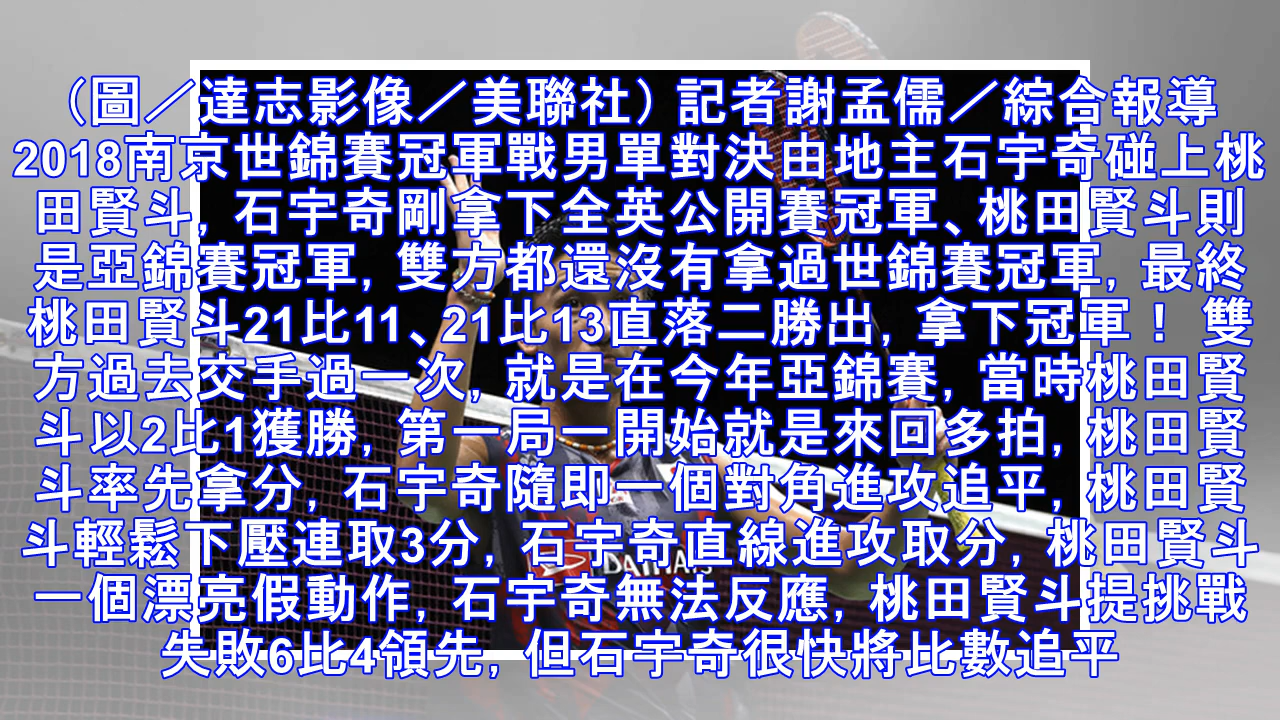 （圖／達志影像／美聯社）記者謝孟儒／綜合報導
2018南京世錦賽冠軍戰男單對決由地主石宇奇碰上桃
田賢斗, 石宇奇剛拿下全英公開賽冠軍、桃田賢斗則
是亞錦賽冠軍, 雙方都還沒有拿過世錦賽冠軍, 最終
桃田賢斗21比11、21比13直落二勝出, 拿下冠軍！ 雙
方過去交手過一次, 就是在今年亞錦賽, 當時桃田賢
斗以2比1獲勝, 第一局一開始就是來回多拍, 桃田賢
斗率先拿分, 石宇奇隨即一個對角進攻追平, 桃田賢
斗輕鬆下壓連取3分, 石宇奇直線進攻取分, 桃田賢斗
一個漂亮假動作, 石宇奇無法反應, 桃田賢斗提挑戰
失敗6比4領先, 但石宇奇很快將比數追平